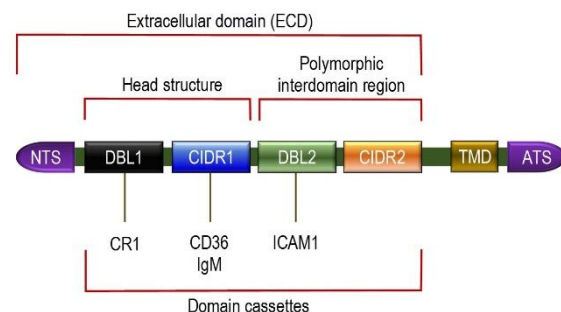 Extracellular domain (ECD)
Polymorphic
interdomain region
Head structure
NTS DBL1 CIDR1 DBL2 CIDR2 TMD ATS
CR1 CD36 ICAM1
IgM
Domain cassettes